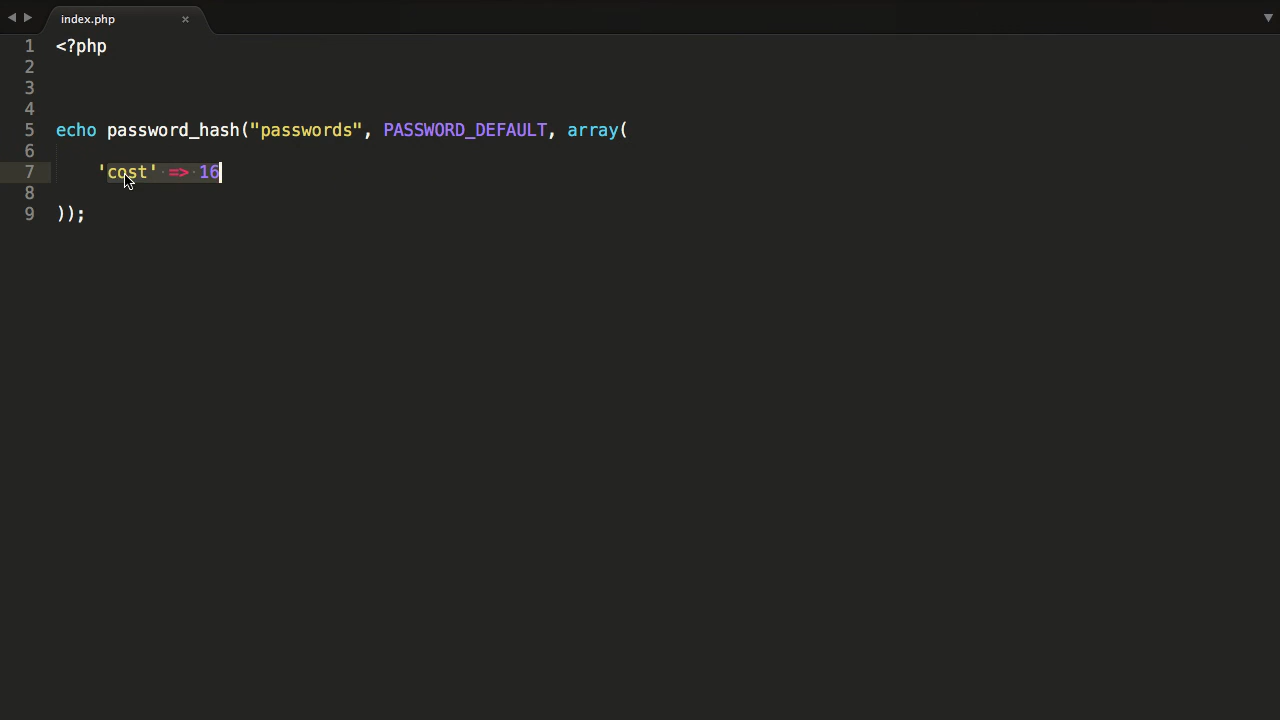 index.php ×
1 <?php
2
3
4
5 echo password_hash("passwords", PASSWORD_DEFAULT, array(
6
7 'cost' => 16
8
9 ));